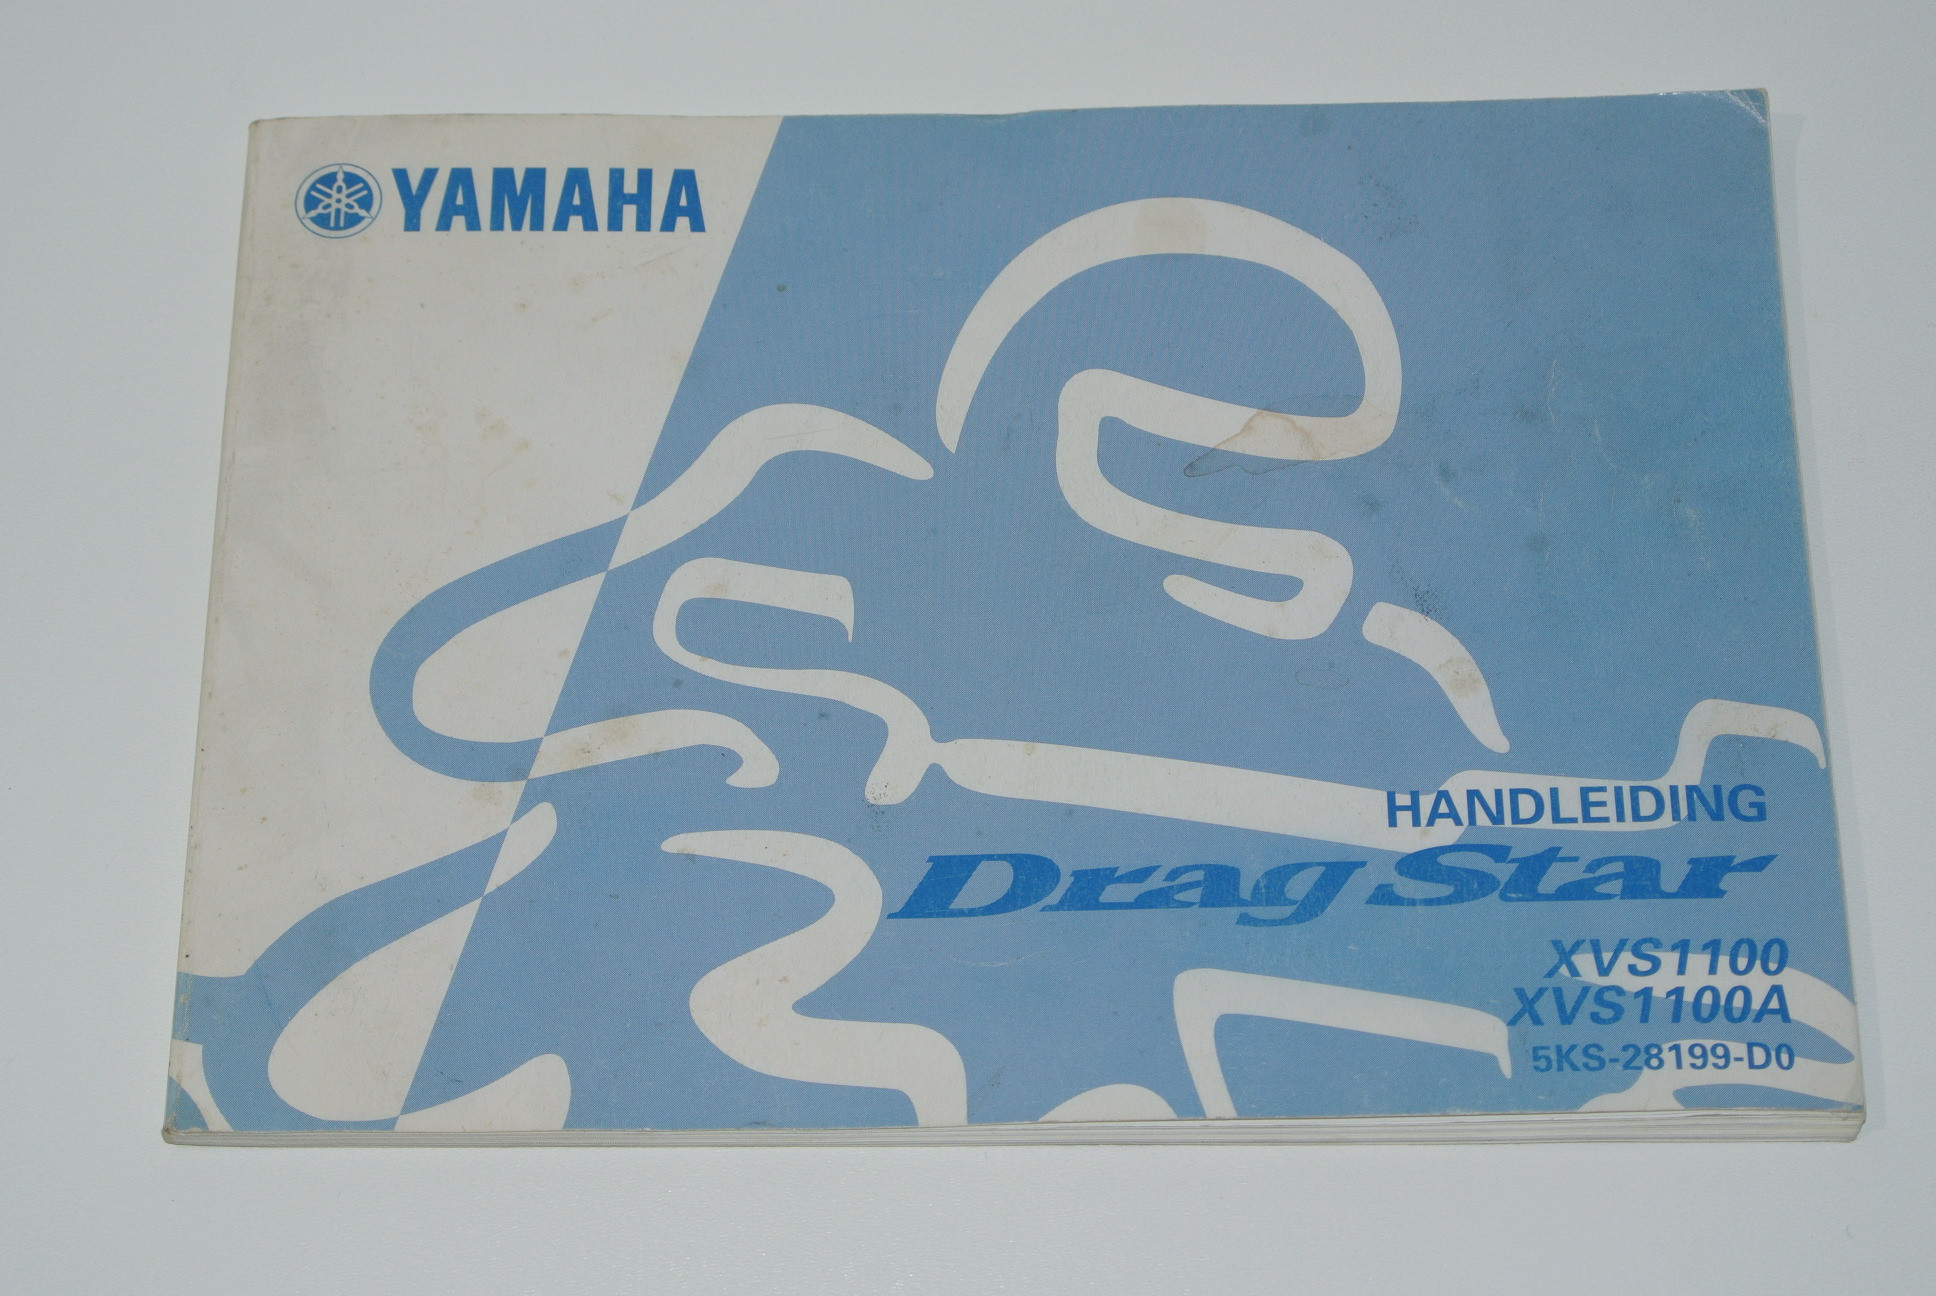 YAMAHA
HANDLEIDING
Drag Star
XVS1100
XVS1100A
5KS-28199-D0